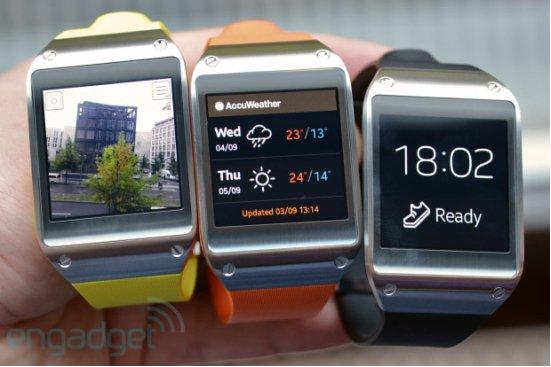 AccuWeather
Wed
04/09
23°/13°
Thu
05/09
24°/14°
Updated 03/09 13:14
18:02
Ready
engadget